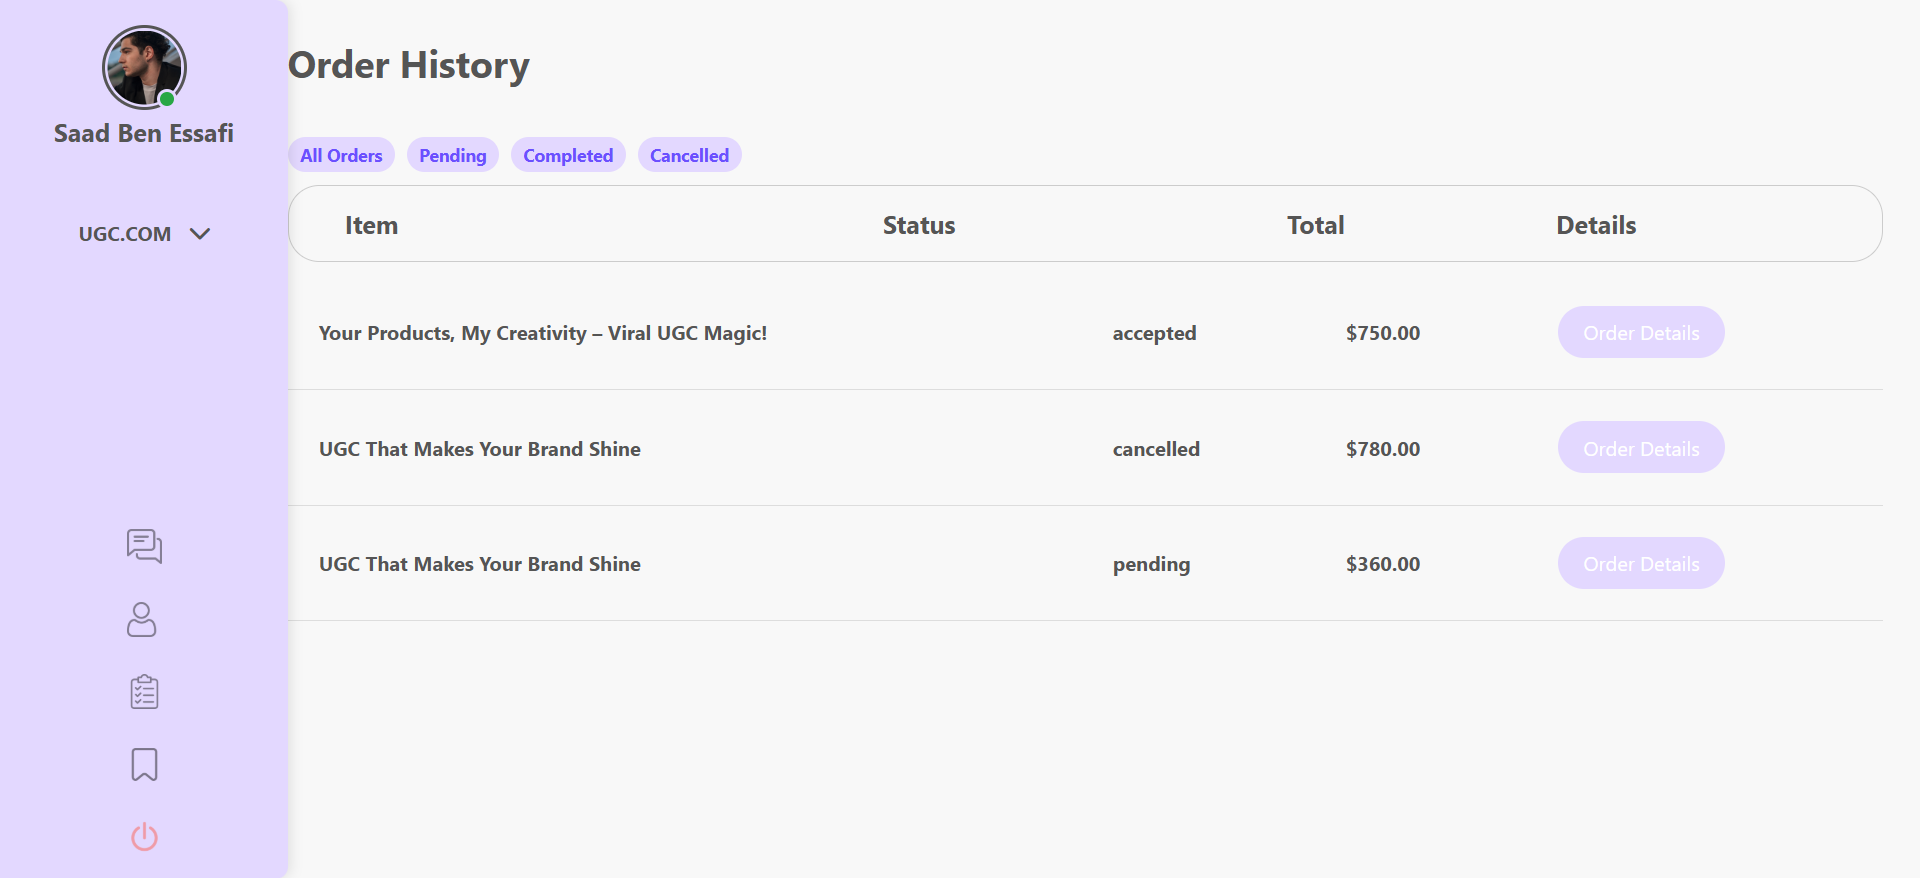 Saad Ben Essafi
UGC.COM
Order History
All Orders Pending Completed Cancelled
Item Status Total Details
Your Products, My Creativity – Viral UGC Magic! accepted $750.00 Order Details
UGC That Makes Your Brand Shine cancelled $780.00 Order Details
UGC That Makes Your Brand Shine pending $360.00 Order Details